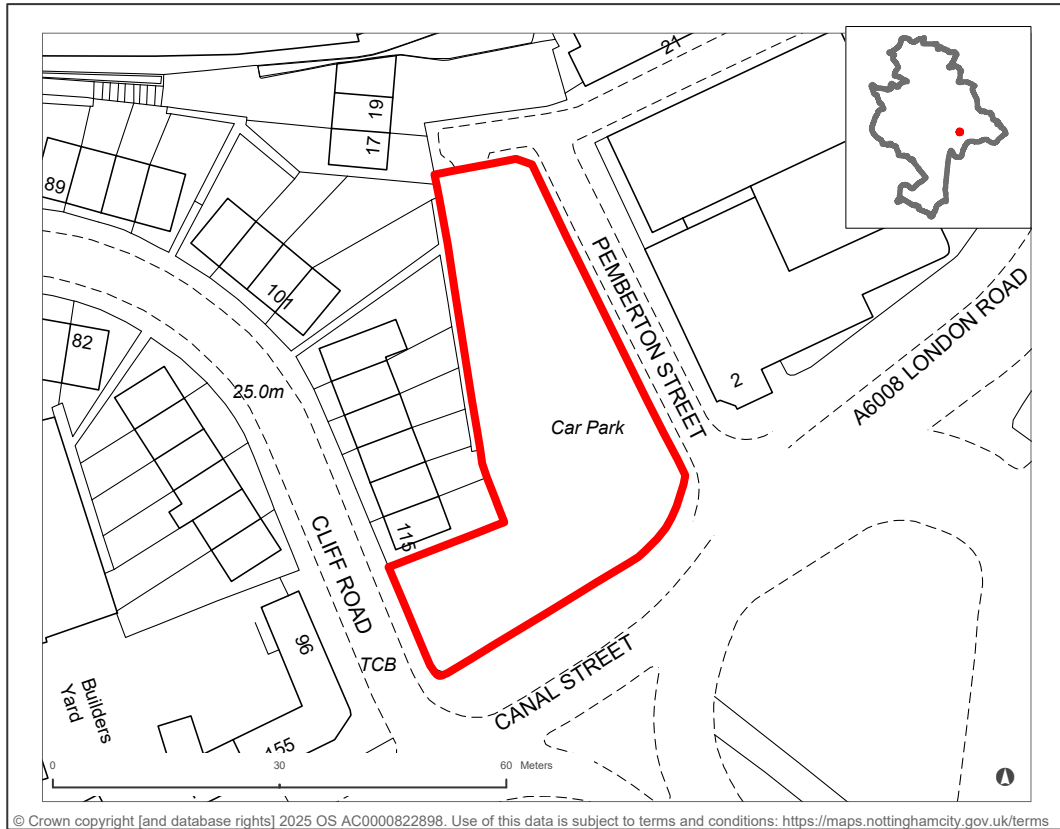 21
19
17
89
101
82
25.0m
PEMBERTON STREET
A6008 LONDON ROAD
2
Car Park
115
CLIFF ROAD
96
TCB
CANAL STREET
Builders
Yard
155
0 30 60 Meters
© Crown copyright [and database rights] 2025 OS AC0000822898. Use of this data is subject to terms and conditions: https://maps.nottinghamcity.gov.uk/terms